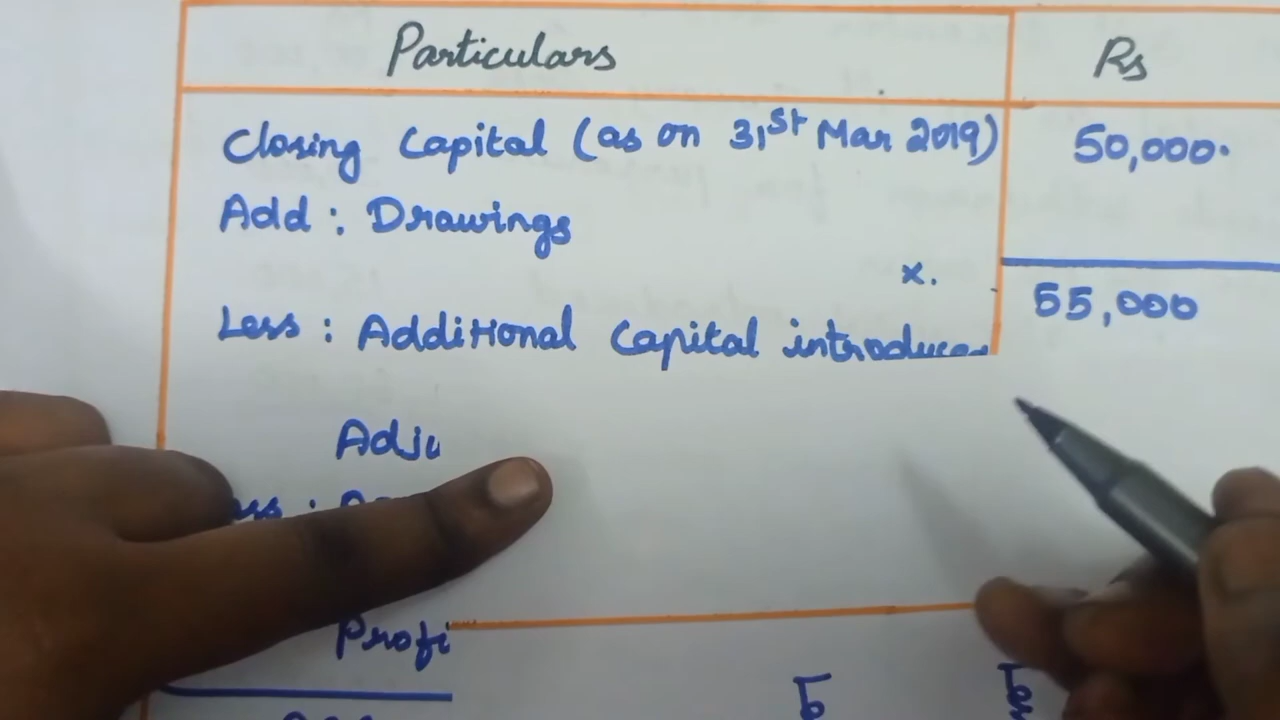 Particulars Rs
Closing Capital (as on 31st Mar 2019) 50,000.
Add : Drawings
x.
55,000
Less : Additional Capital introduced
Adju
Profi